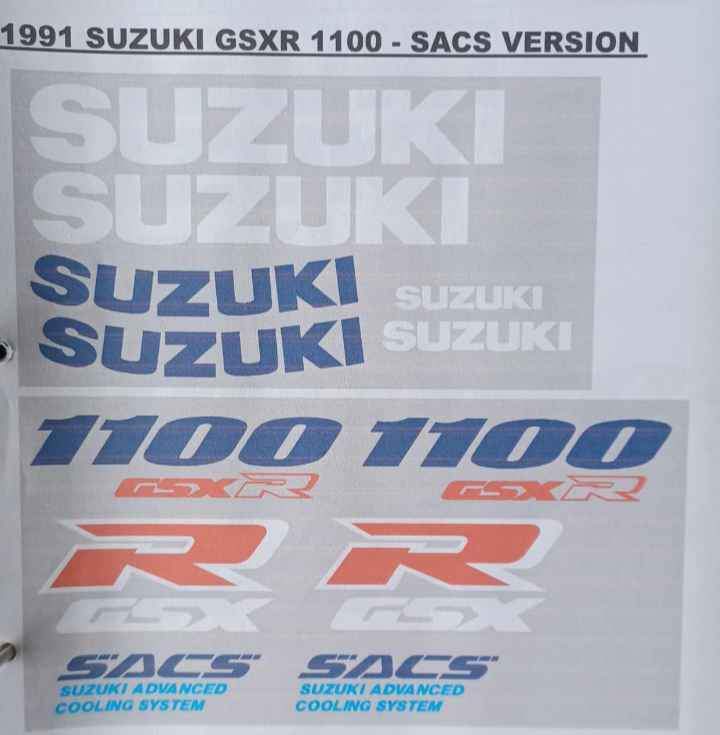 1991 SUZUKI GSXR 1100 - SACS VERSION
SUZUKI
SUZUKI
SUZUKI
SUZUKI
SUZUKI
SUZUKI
1100 1100
GSXR GSXR
R R
GSX GSX
SACS SACS
SUZUKI ADVANCED SUZUKI ADVANCED
COOLING SYSTEM COOLING SYSTEM